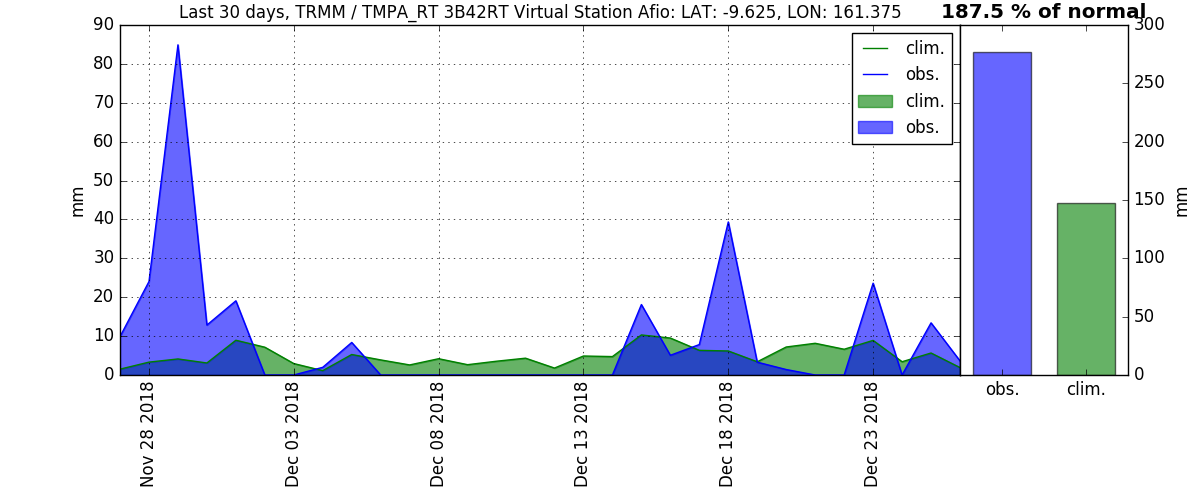 Last 30 days, TRMM / TMPA_RT 3B42RT Virtual Station Afio: LAT: -9.625, LON: 161.375
187.5 % of normal
90
80
70
60
50
40
30
20
10
0
mm
clim.
obs.
clim.
obs.
300
250
200
150
100
50
0
mm
obs.
clim.
Nov 28 2018
Dec 03 2018
Dec 08 2018
Dec 13 2018
Dec 18 2018
Dec 23 2018